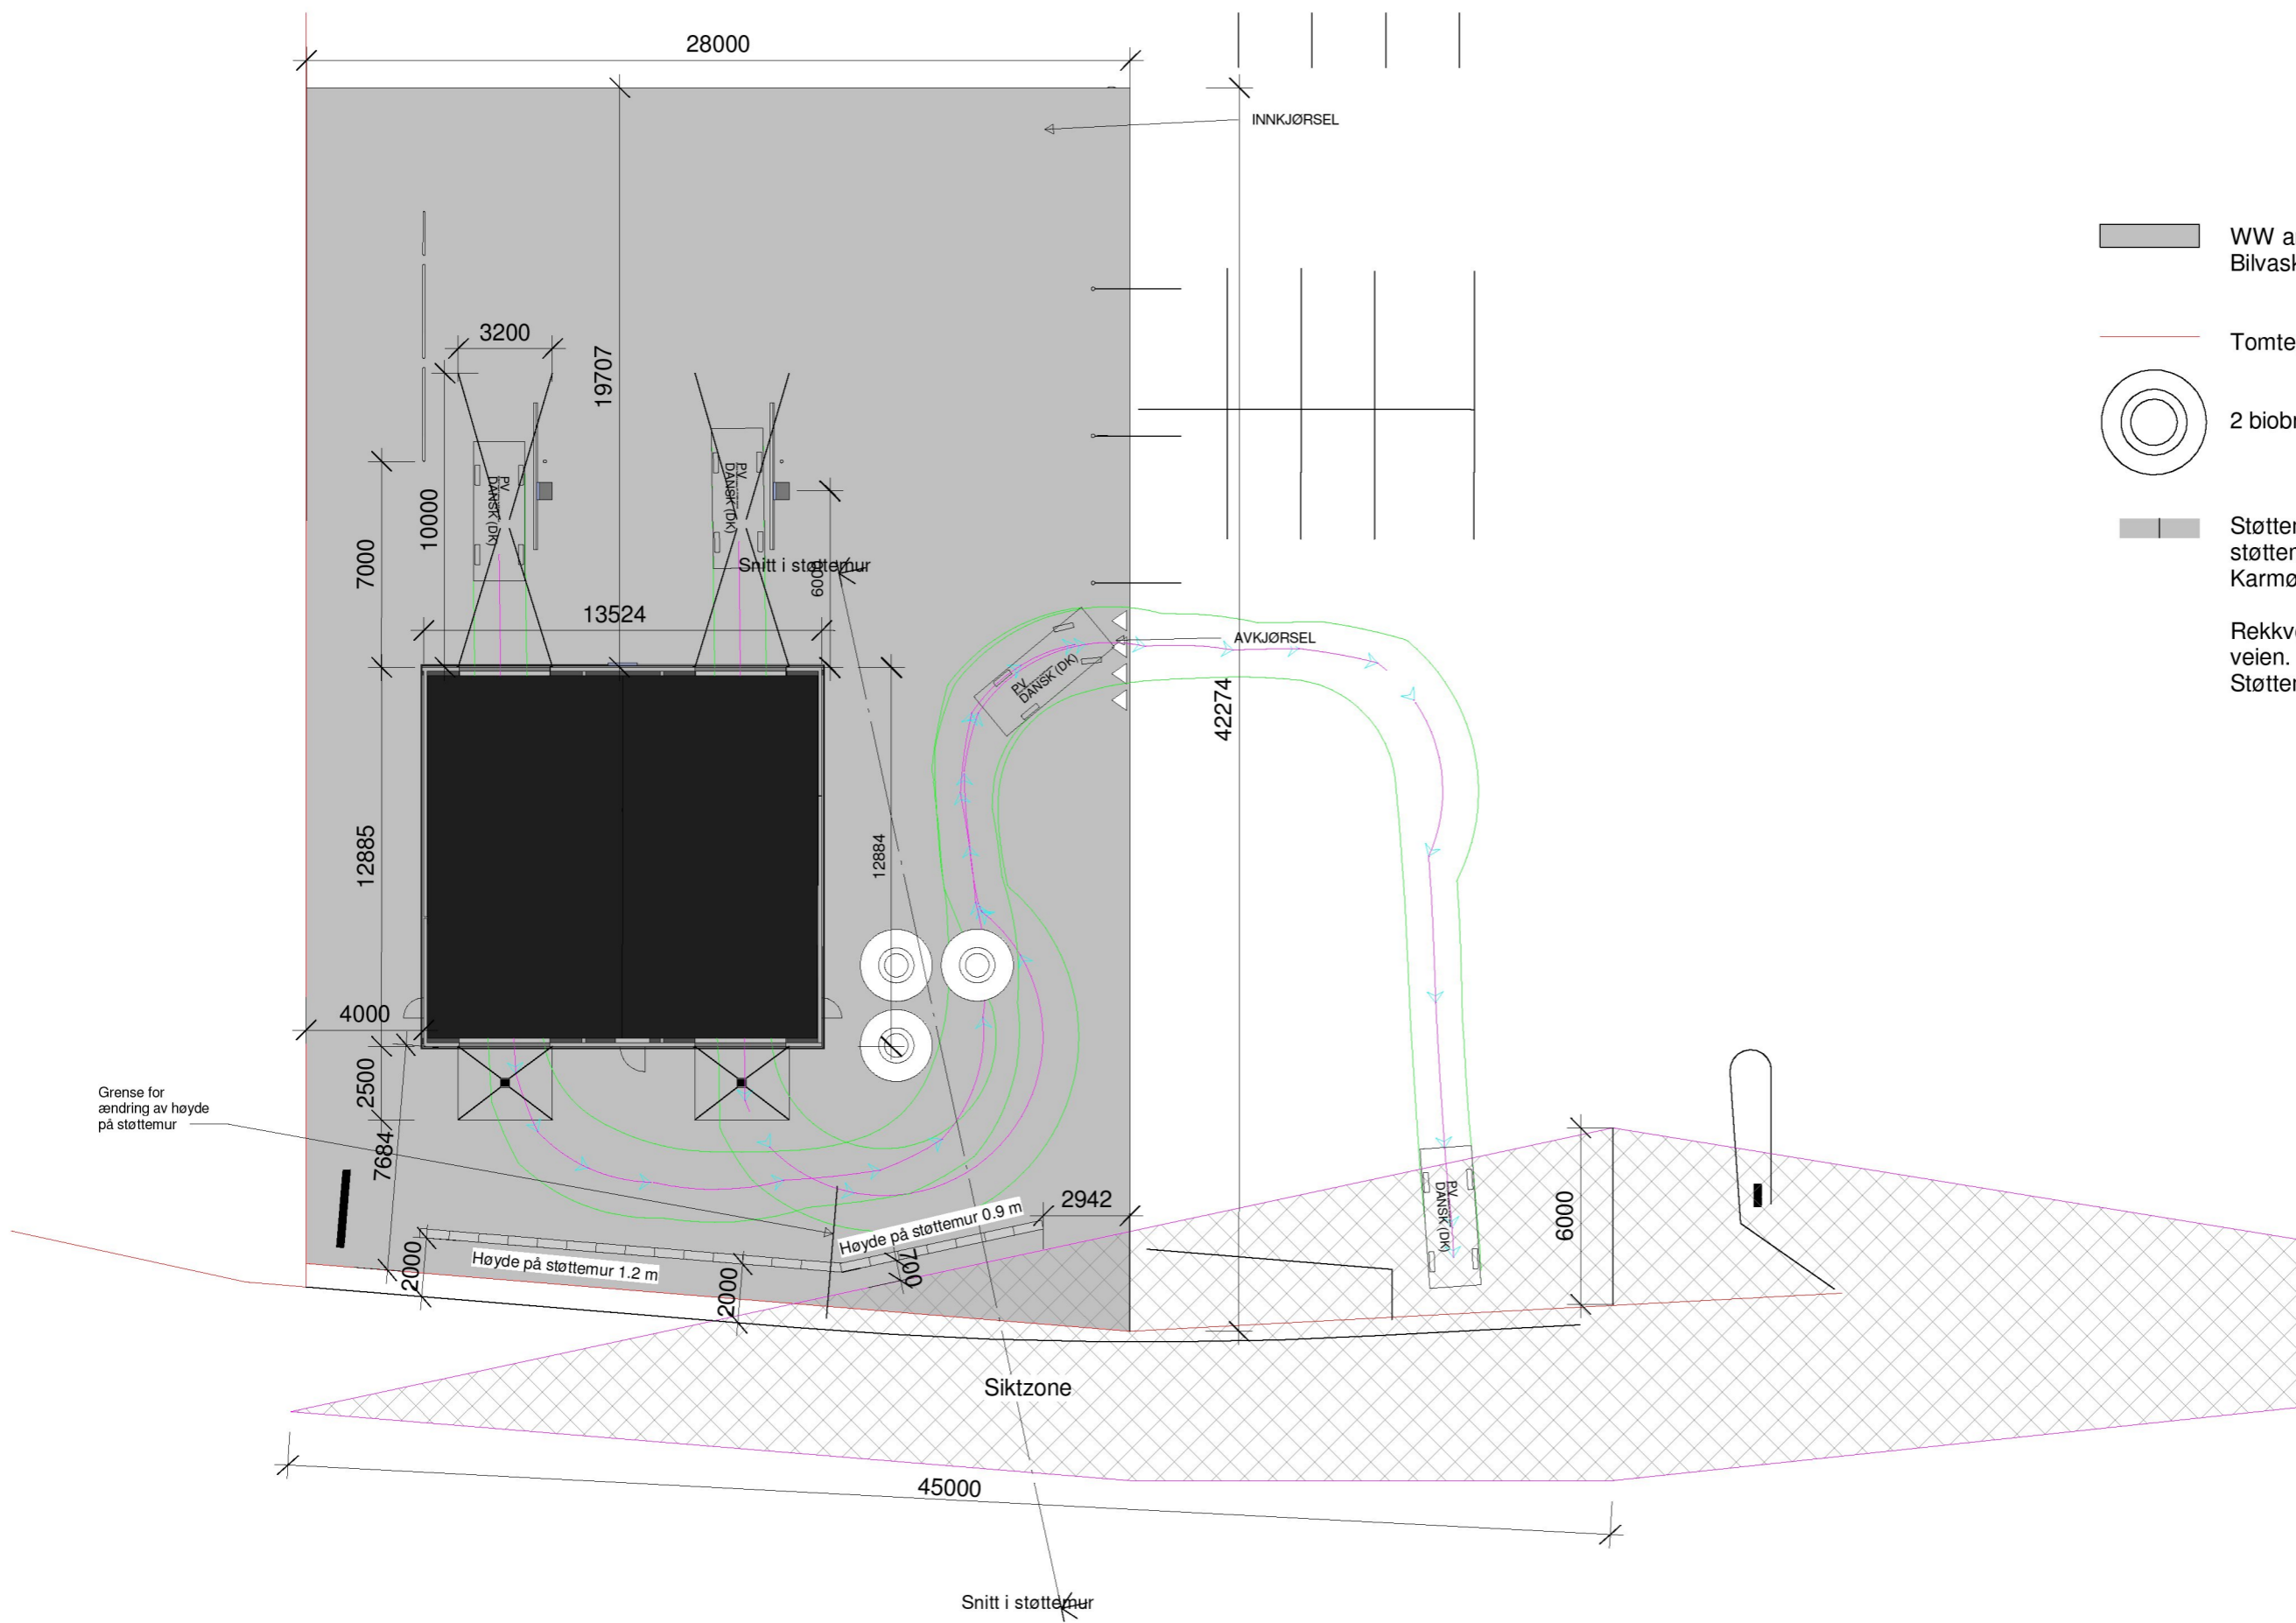 28000
INNKJØRSEL
WW a
Bilvask
Tomte
2 biobr
Støtten
støttem
Karmø
Rekkve
veien.
Støtten
3200
19707
10000
7000
PV
DANSK (DK)
PV
DANSK (DK)
Snitt i støttemur
6000
13524
AVKJØRSEL
PV
DANSK (DK)
42274
12885
12884
4000
2500
Grense for
ændring av høyde
på støttemur
7684
2942
Høyde på støttemur 0.9 m
Høyde på støttemur 1.2 m
2000
2000
700
6000
PV
DANSK (DK)
Siktzone
45000
Snitt i støttemur